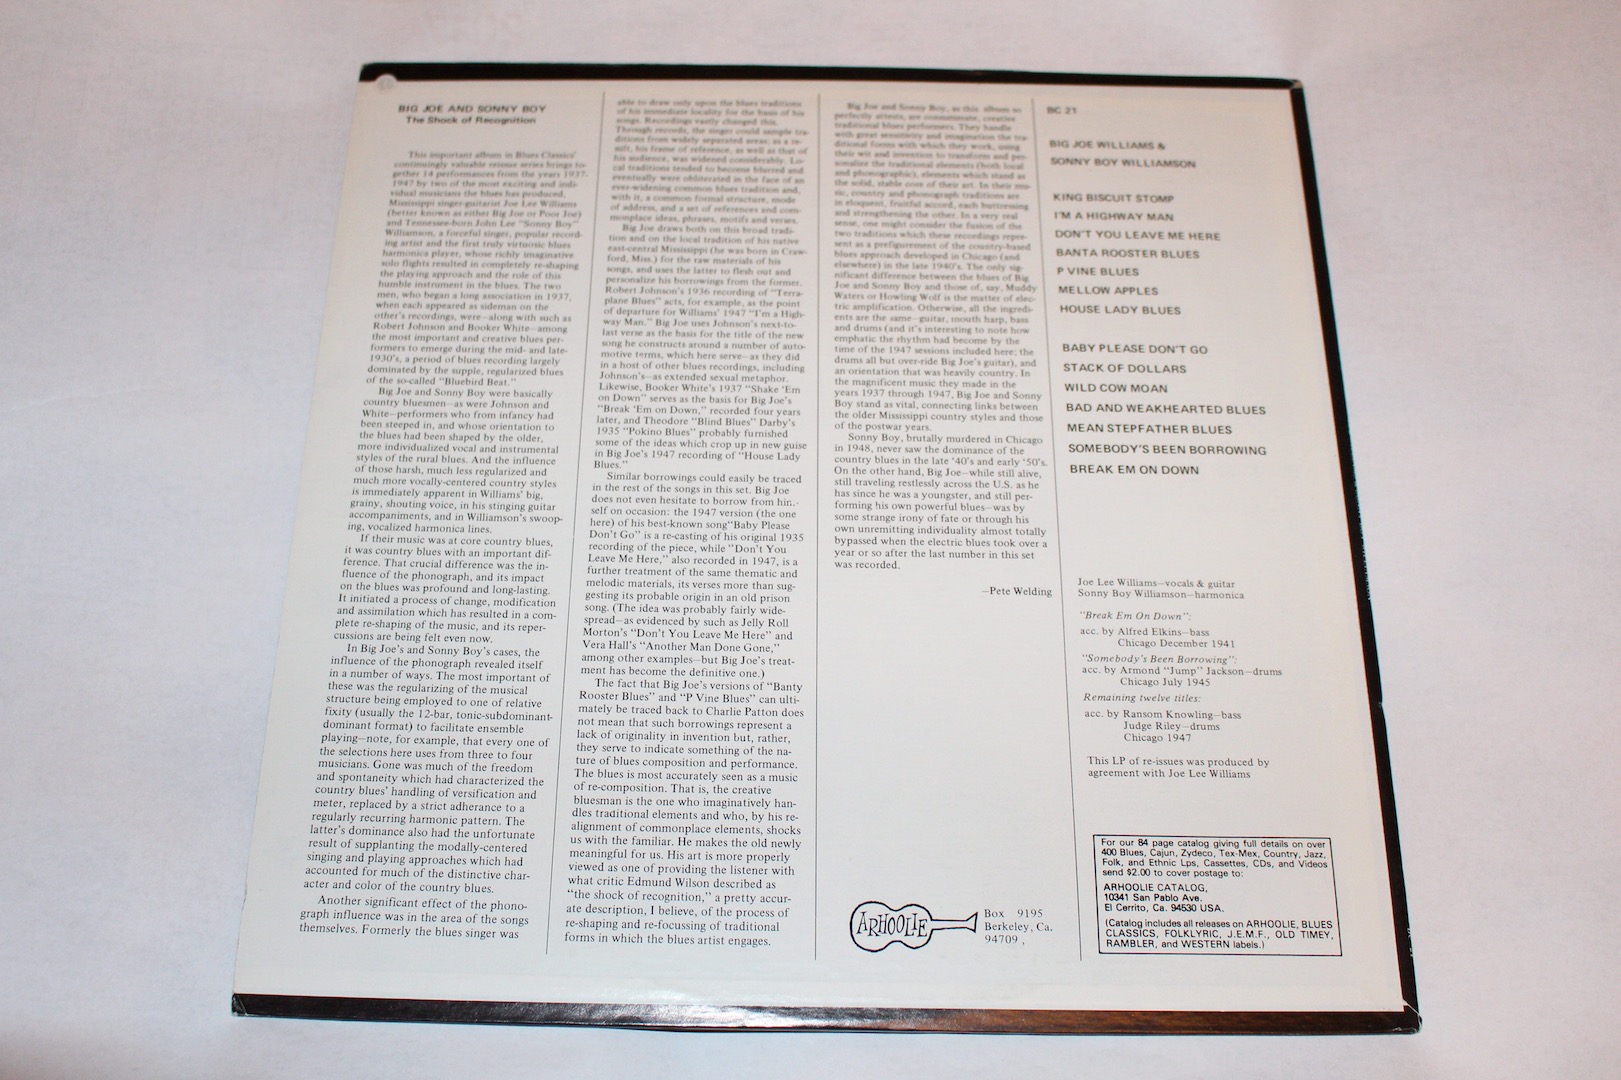 BIG JOE AND SONNY BOY
The Shock of Recognition
This important album in Blues Classics'
continuingly valuable reissue series brings to-
gether 14 performances from the years 1937-
1947 by two of the most exciting and indi-
vidual musicians the blues has produced,
Mississippi singer-guitarist Joe Lee Williams
(better known as either Big Joe or Poor Joe)
and Tennessee-born John Lee "Sonny Boy"
Williamson, a forceful singer, popular record-
ing artist and the first truly virtuosic blues
harmonica player, whose richly imaginative
solo flights resulted in completely re-shaping
the playing approach and the role of this
humble instrument in the blues. The two
men, who began a long association in 1937,
when each appeared as sideman on the
other's recordings, were—along with such as
Robert Johnson and Booker White—among
the most important and creative blues per-
formers to emerge during the mid- and late-
1930's, a period of blues recording largely
dominated by the supple, regularized blues
of the so-called "Bluebird Beat."
Big Joe and Sonny Boy were basically
country bluesmen—as were Johnson and
White—performers who from infancy had
been steeped in, and whose orientation to
the blues had been shaped by the older,
more individualized vocal and instrumental
styles of the rural blues. And the influence
of those harsh, much less regularized and
much more vocally-centered country styles
is immediately apparent in Williams' big,
grainy, shouting voice, in his stinging guitar
accompaniments, and in Williamson's swoop-
ing, vocalized harmonica lines.
If their music was at core country blues,
it was country blues with an important dif-
ference. That crucial difference was the in-
fluence of the phonograph, and its impact
on the blues was profound and long-lasting.
It initiated a process of change, modification
and assimilation which has resulted in a com-
plete re-shaping of the music, and its reper-
cussions are being felt even now.
In Big Joe's and Sonny Boy's cases, the
influence of the phonograph revealed itself
in a number of ways. The most important of
these was the regularizing of the musical
structure being employed to one of relative
fixity (usually the 12-bar, tonic-subdominant-
dominant format) to facilitate ensemble
playing—note, for example, that every one of
the selections here uses from three to four
musicians. Gone was much of the freedom
and spontaneity which had characterized the
country blues' handling of versification and
meter, replaced by a strict adherence to a
regularly recurring harmonic pattern. The
latter's dominance also had the unfortunate
result of supplanting the modally-centered
singing and playing approaches which had
accounted for much of the distinctive char-
acter and color of the country blues.
Another significant effect of the phono-
graph influence was in the area of the songs
themselves. Formerly the blues singer was
able to draw only upon the blues traditions
of his immediate locality for the basis of his
songs. Recordings vastly changed this.
Through records, the singer could sample tra-
ditions from widely separated areas; as a re-
sult, his frame of reference, as well as that of
his audience, was widened considerably. Lo-
cal traditions tended to become blurred and
eventually were obliterated in the face of an
ever-widening common blues tradition and,
with it, a common formal structure, mode
of address, and a set of references and com-
monplace ideas, phrases, motifs and verses.
Big Joe draws both on this broad tradi-
tion and on the local tradition of his native
east-central Mississippi (he was born in Craw-
ford, Miss.) for the raw materials of his
songs, and uses the latter to flesh out and
personalize his borrowings from the former.
Robert Johnson's 1936 recording of "Terra-
plane Blues" acts, for example, as the point
of departure for Williams' 1947 "I'm a High-
way Man." Big Joe uses Johnson's next-to-
last verse as the basis for the title of the new
song he constructs around a number of auto-
motive terms, which here serve—as they did
in a host of other blues recordings, including
Johnson's—as extended sexual metaphor.
Likewise, Booker White's 1937 "Shake 'Em
on Down" serves as the basis for Big Joe's
"Break 'Em on Down," recorded four years
later, and Theodore "Blind Blues" Darby's
1935 "Pokino Blues" probably furnished
some of the ideas which crop up in new guise
in Big Joe's 1947 recording of "House Lady
Blues."
Similar borrowings could easily be traced
in the rest of the songs in this set. Big Joe
does not even hesitate to borrow from him-
self on occasion: the 1947 version (the one
here) of his best-known song"Baby Please
Don't Go" is a re-casting of his original 1935
recording of the piece, while "Don't You
Leave Me Here," also recorded in 1947, is a
further treatment of the same thematic and
melodic materials, its verses more than sug-
gesting its probable origin in an old prison
song. (The idea was probably fairly wide-
spread—as evidenced by such as Jelly Roll
Morton's "Don't You Leave Me Here" and
Vera Hall's "Another Man Done Gone,"
among other examples—but Big Joe's treat-
ment has become the definitive one.)
The fact that Big Joe's versions of "Banty
Rooster Blues" and "P Vine Blues" can ulti-
mately be traced back to Charlie Patton does
not mean that such borrowings represent a
lack of originality in invention but, rather,
they serve to indicate something of the na-
ture of blues composition and performance.
The blues is most accurately seen as a music
of re-composition. That is, the creative
bluesman is the one who imaginatively han-
dles traditional elements and who, by his re-
alignment of commonplace elements, shocks
us with the familiar. He makes the old newly
meaningful for us. His art is more properly
viewed as one of providing the listener with
what critic Edmund Wilson described as
"the shock of recognition," a pretty accur-
ate description, I believe, of the process of
re-shaping and re-focussing of traditional
forms in which the blues artist engages.
Big Joe and Sonny Boy, as this album so
perfectly attests, are consummate, creative
traditional blues performers. They handle
with great sensitivity and imagination the tra-
ditional forms with which they work, using
their wit and invention to transform and per-
sonalize the traditional elements (both local
and phonographic), elements which stand as
the solid, stable core of their art. In their mu-
sic, country and phonograph traditions are
in eloquent, fruitful accord, each buttressing
and strengthening the other. In a very real
sense, one might consider the fusion of the
two traditions which these recordings repre-
sent as a prefigurement of the country-based
blues approach developed in Chicago (and
elsewhere) in the late 1940's. The only sig-
nificant difference between the blues of Big
Joe and Sonny Boy and those of, say, Muddy
Waters or Howling Wolf is the matter of elec-
tric amplification. Otherwise, all the ingredi-
ents are the same—guitar, mouth harp, bass
and drums (and it's interesting to note how
emphatic the rhythm had become by the
time of the 1947 sessions included here; the
drums all but over-ride Big Joe's guitar), and
an orientation that was heavily country. In
the magnificent music they made in the
years 1937 through 1947, Big Joe and Sonny
Boy stand as vital, connecting links between
the older Mississippi country styles and those
of the postwar years.
Sonny Boy, brutally murdered in Chicago
in 1948, never saw the dominance of the
country blues in the late '40's and early '50's.
On the other hand, Big Joe—while still alive,
still traveling restlessly across the U.S. as he
has since he was a youngster, and still per-
forming his own powerful blues—was by
some strange irony of fate or through his
own unremitting individuality almost totally
bypassed when the electric blues took over a
year or so after the last number in this set
was recorded.
—Pete Welding
ARHOOLIE
Box 9195
Berkeley, Ca.
94709 ,
BC 21
BIG JOE WILLIAMS &
SONNY BOY WILLIAMSON
KING BISCUIT STOMP
I'M A HIGHWAY MAN
DON'T YOU LEAVE ME HERE
BANTA ROOSTER BLUES
P VINE BLUES
MELLOW APPLES
HOUSE LADY BLUES
BABY PLEASE DON'T GO
STACK OF DOLLARS
WILD COW MOAN
BAD AND WEAKHEARTED BLUES
MEAN STEPFATHER BLUES
SOMEBODY'S BEEN BORROWING
BREAK EM ON DOWN
Joe Lee Williams—vocals & guitar
Sonny Boy Williamson—harmonica
"Break Em On Down":
acc. by Alfred Elkins—bass
Chicago December 1941
"Somebody's Been Borrowing":
acc. by Armond "Jump" Jackson—drums
Chicago July 1945
Remaining twelve titles:
acc. by Ransom Knowling—bass
Judge Riley—drums
Chicago 1947
This LP of re-issues was produced by
agreement with Joe Lee Williams
For our 84 page catalog giving full details on over
400 Blues, Cajun, Zydeco, Tex-Mex, Country, Jazz,
Folk, and Ethnic Lps, Cassettes, CDs, and Videos
send $2.00 to cover postage to:
ARHOOLIE CATALOG,
10341 San Pablo Ave.
El Cerrito, Ca. 94530 USA.
(Catalog includes all releases on ARHOOLIE, BLUES
CLASSICS, FOLKLYRIC, J.E.M.F., OLD TIMEY,
RAMBLER, and WESTERN labels.)